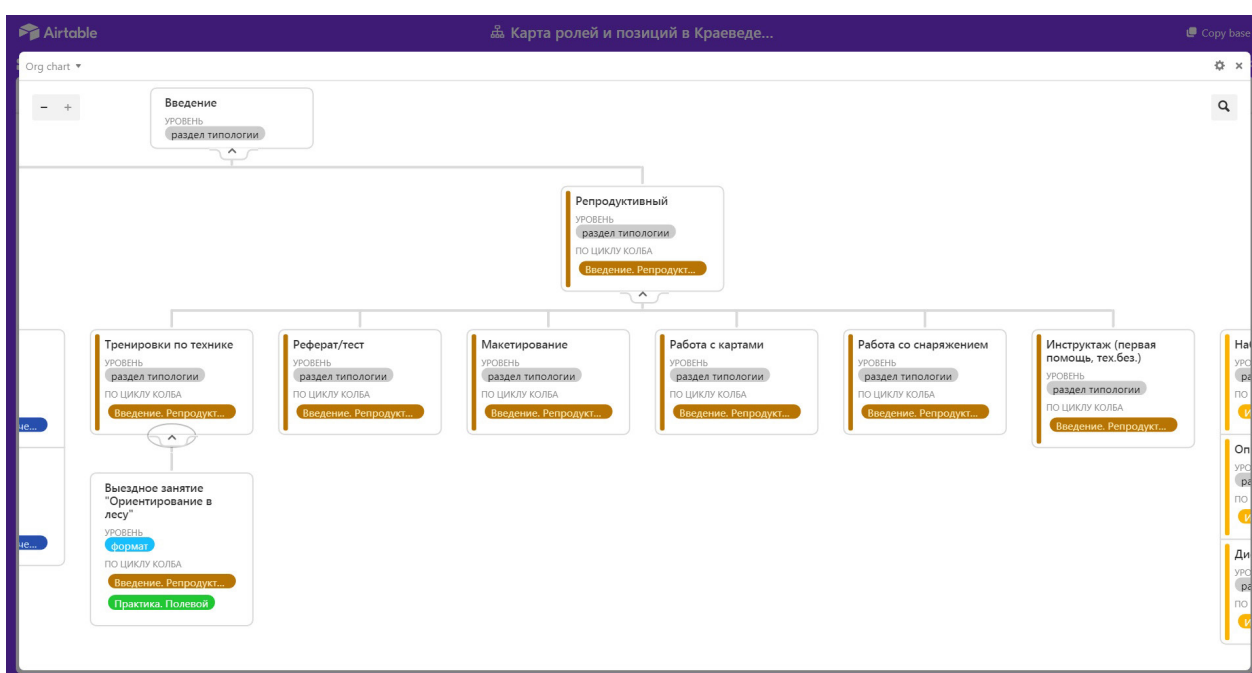 Airtable
Карта ролей и позиций в Краеведе...
Copy base
Org chart
Введение
УРОВЕНЬ
раздел типологии
Репродуктивный
УРОВЕНЬ
раздел типологии
ПО ЦИКЛУ КОЛБА
Введение. Репродукт...
Тренировки по технике
УРОВЕНЬ
раздел типологии
ПО ЦИКЛУ КОЛБА
Введение. Репродукт...
Реферат/тест
УРОВЕНЬ
раздел типологии
ПО ЦИКЛУ КОЛБА
Введение. Репродукт...
Макетирование
УРОВЕНЬ
раздел типологии
ПО ЦИКЛУ КОЛБА
Введение. Репродукт...
Работа с картами
УРОВЕНЬ
раздел типологии
ПО ЦИКЛУ КОЛБА
Введение. Репродукт...
Работа со снаряжением
УРОВЕНЬ
раздел типологии
ПО ЦИКЛУ КОЛБА
Введение. Репродукт...
Инструктаж (первая
помощь, тех.без.)
УРОВЕНЬ
раздел типологии
ПО ЦИКЛУ КОЛБА
Введение. Репродукт...
Выездное занятие
"Ориентирование в
лесу"
УРОВЕНЬ
формат
ПО ЦИКЛУ КОЛБА
Введение. Репродукт...
Практика. Полевой